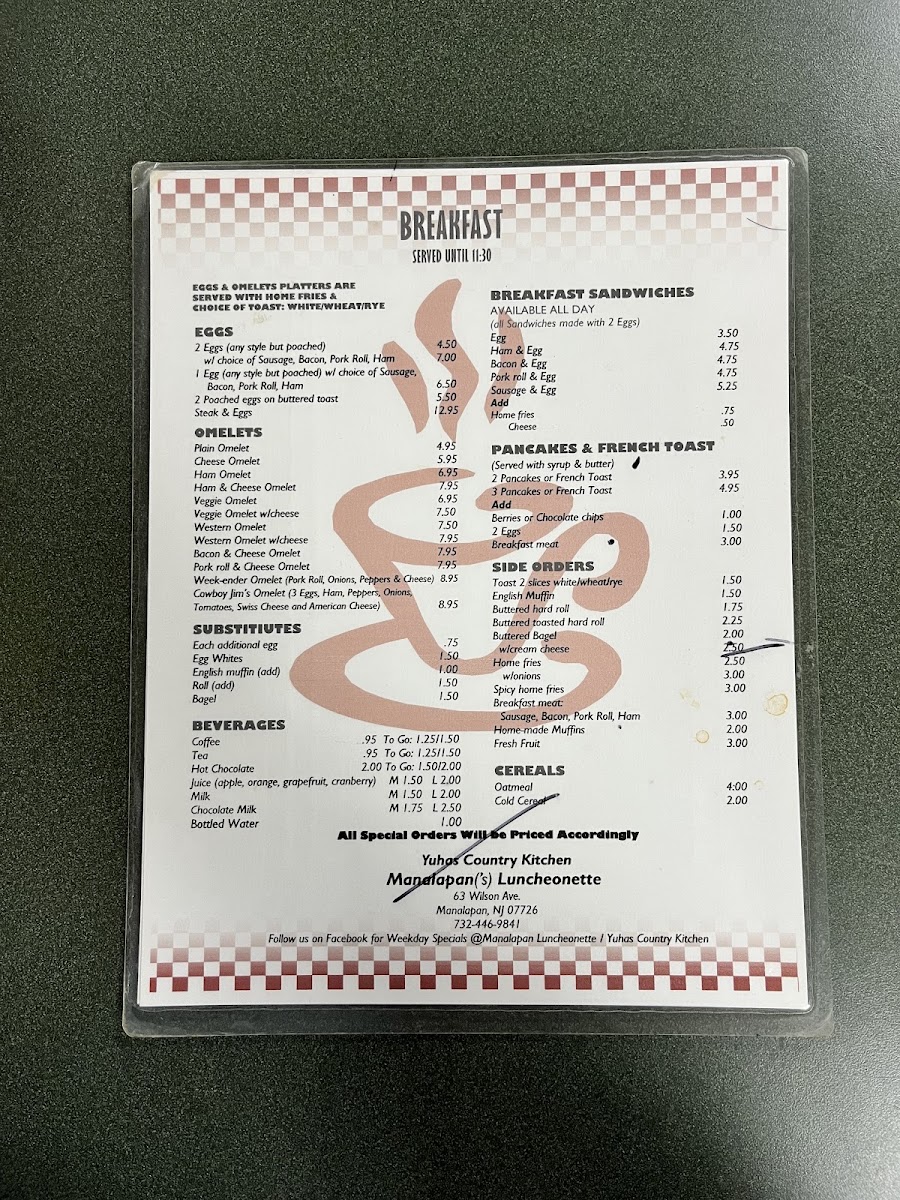 BREAKFAST
SERVED UNTIL 11:30
EGGS & OMELETS PLATTERS ARE
SERVED WITH HOME FRIES &
CHOICE OF TOAST: WHITE/WHEAT/RYE
EGGS
2 Eggs (any style but poached) 4.50
w/ choice of Sausage, Bacon, Pork Roll, Ham 7.00
1 Egg (any style but poached) w/ choice of Sausage,
Bacon, Pork Roll, Ham 6.50
2 Poached eggs on buttered toast 5.50
Steak & Eggs 12.95
OMELETS
Plain Omelet 4.95
Cheese Omelet 5.95
Ham Omelet 6.95
Ham & Cheese Omelet 7.95
Veggie Omelet 6.95
Veggie Omelet w/cheese 7.50
Western Omelet 7.50
Western Omelet w/cheese 7.95
Bacon & Cheese Omelet 7.95
Pork roll & Cheese Omelet 7.95
Week-ender Omelet (Pork Roll, Onions, Peppers & Cheese) 8.95
Cowboy Jim's Omelet (3 Eggs, Ham, Peppers, Onions,
Tomatoes, Swiss Cheese and American Cheese) 8.95
SUBSTITIUTES
Each additional egg .75
Egg Whites 1.50
English muffin (add) 1.00
Roll (add) 1.50
Bagel 1.50
BEVERAGES
Coffee .95 To Go: 1.25/1.50
Tea .95 To Go: 1.25/1.50
Hot Chocolate 2.00 To Go: 1.50/2.00
Juice (apple, orange, grapefruit, cranberry) M 1.50 L 2.00
Milk M 1.50 L 2.00
Chocolate Milk M 1.75 L 2.50
Bottled Water 1.00
BREAKFAST SANDWICHES
AVAILABLE ALL DAY
(all Sandwiches made with 2 Eggs)
Egg 3.50
Ham & Egg 4.75
Bacon & Egg 4.75
Pork roll & Egg 4.75
Sausage & Egg 5.25
Add
Home fries .75
Cheese .50
PANCAKES & FRENCH TOAST
(Served with syrup & butter)
2 Pancakes or French Toast 3.95
3 Pancakes or French Toast 4.95
Add
Berries or Chocolate chips 1.00
2 Eggs 1.50
Breakfast meat 3.00
SIDE ORDERS
Toast 2 slices white/wheat/rye 1.50
English Muffin 1.50
Buttered hard roll 1.75
Buttered toasted hard roll 2.25
Buttered Bagel 2.00
w/cream cheese 2.50
Home fries 2.50
w/onions 3.00
Spicy home fries 3.00
Breakfast meat:
Sausage, Bacon, Pork Roll, Ham 3.00
Home-made Muffins 2.00
Fresh Fruit 3.00
CEREALS
Oatmeal 4:00
Cold Cereal 2.00
All Special Orders Will be Priced Accordingly
Yuhas Country Kitchen
Manalapan('s) Luncheonette
63 Wilson Ave.
Manalapan, NJ 07726
732-446-9841
Follow us on Facebook for Weekday Specials @Manalapan Luncheonette / Yuhas Country Kitchen